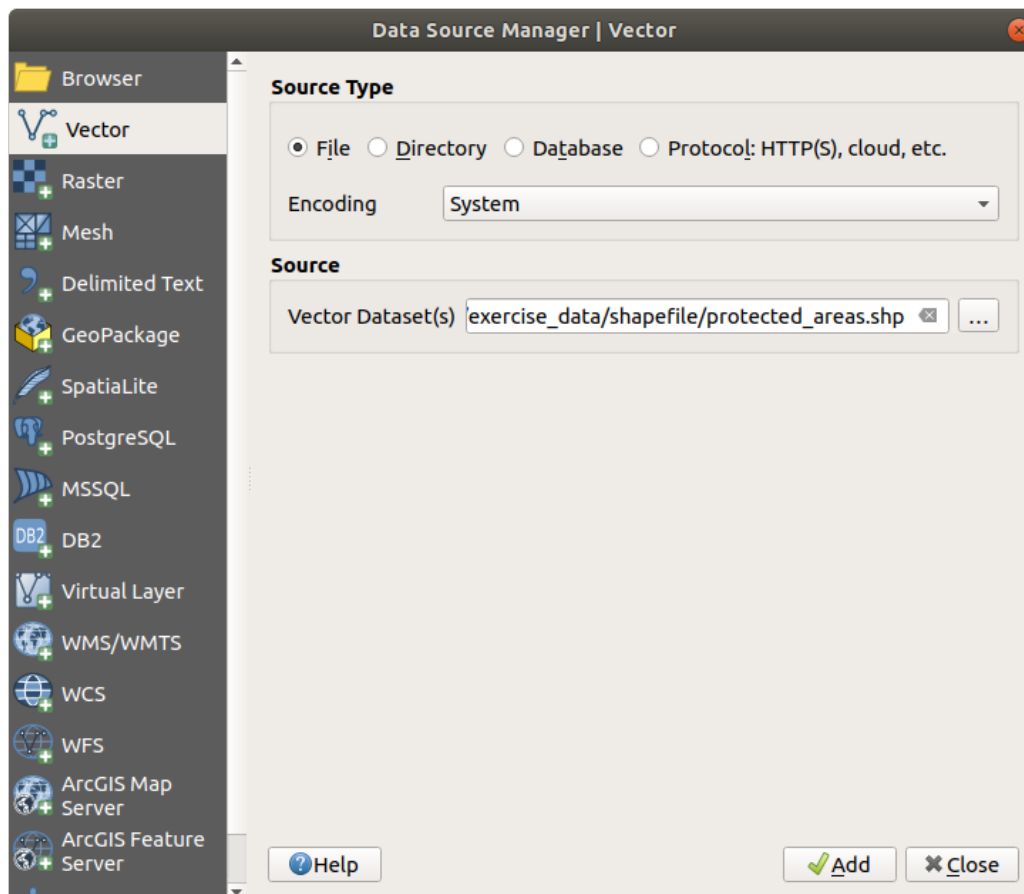 Data Source Manager | Vector
Browser
Vector
Raster
Mesh
Delimited Text
GeoPackage
SpatiaLite
PostgreSQL
MSSQL
DB2
DB2
Virtual Layer
WMS/WMTS
WCS
WFS
ArcGIS Map
Server
ArcGIS Feature
Server
Source Type
File Directory Database Protocol: HTTP(S), cloud, etc.
Encoding System
Source
Vector Dataset(s) /exercise_data/shapefile/protected_areas.shp ...
Help Add Close